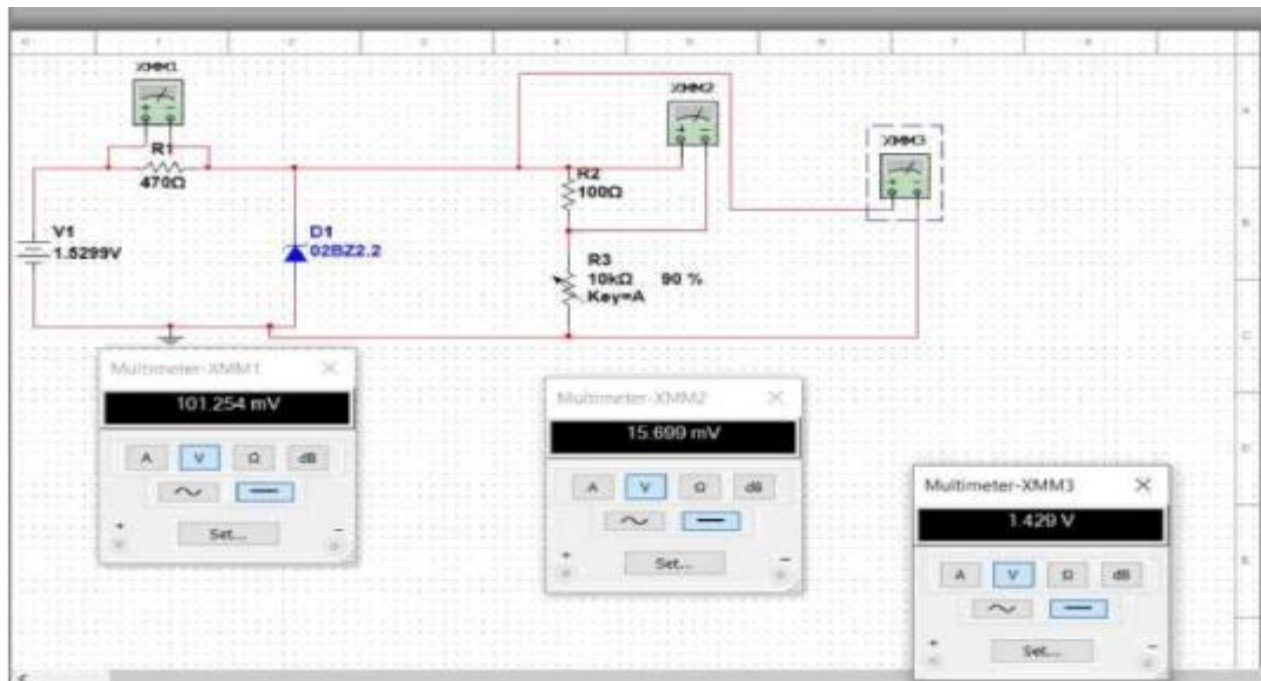 XMM1
XMM2
XMM3
R1
470Ω
V1
1.5299V
D1
02BZ2.2
R2
100Ω
R3
10kΩ 90 %
Key=A
Multimeter-XMM1
101.254 mV
A V Ω dB
+ Set... -
Multimeter-XMM2
15.699 mV
A V Ω dB
+ Set... -
Multimeter-XMM3
1.429 V
A V Ω dB
+ Set... -